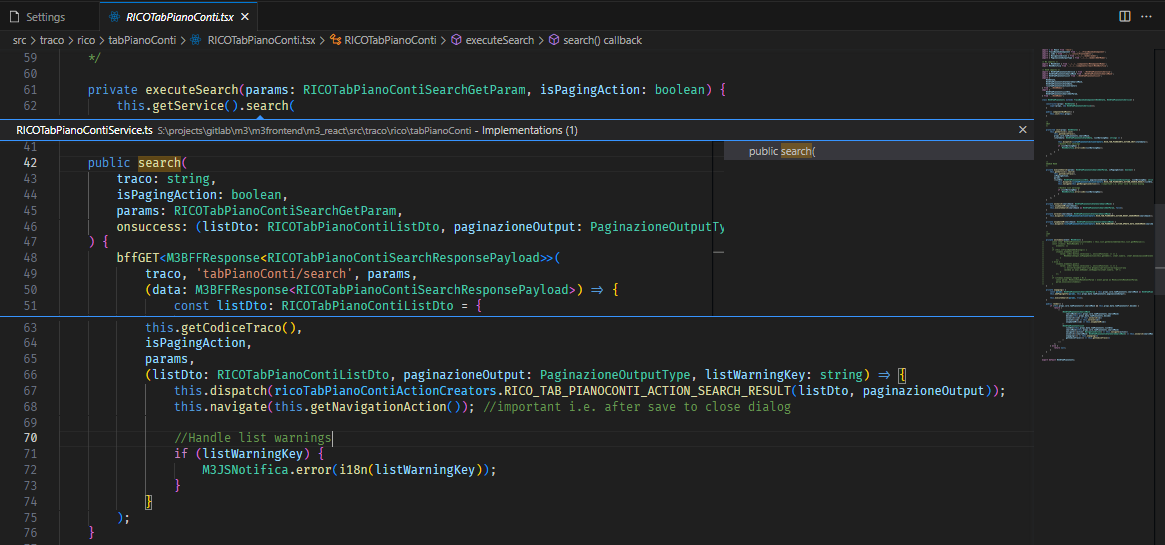 Settings
RICOTabPianoConti.tsx
src > traco > rico > tabPianoConti > RICOTabPianoConti.tsx > RICOTabPianoConti > executeSearch > search() callback
59 */
60
61 private executeSearch(params: RICOTabPianoContiSearchGetParam, isPagingAction: boolean) {
62 this.getService().search(
RICOTabPianoContiService.ts S:\projects\gitlab\m3\m3frontend\m3_react\src\traco\rico\tabPianoConti - Implementations (1)
41
42 public search(
43 traco: string,
44 isPagingAction: boolean,
45 params: RICOTabPianoContiSearchGetParam,
46 onsuccess: (listDto: RICOTabPianoContiListDto, paginazioneOutput: PaginazioneOutputTy
47 ) {
48 bffGET<M3BFFResponse<RICOTabPianoContiSearchResponsePayload>>(
49 traco, 'tabPianoConti/search', params,
50 (data: M3BFFResponse<RICOTabPianoContiSearchResponsePayload>) => {
51 const listDto: RICOTabPianoContiListDto = {
public search(
63 this.getCodiceTraco(),
64 isPagingAction,
65 params,
66 (listDto: RICOTabPianoContiListDto, paginazioneOutput: PaginazioneOutputType, listWarningKey: string) => {
67 this.dispatch(ricoTabPianoContiActionCreators.RICO_TAB_PIANOCONTI_ACTION_SEARCH_RESULT(listDto, paginazioneOutput));
68 this.navigate(this.getNavigationAction()); //important i.e. after save to close dialog
69
70 //Handle list warnings
71 if (listWarningKey) {
72 M3JSNotifica.error(i18n(listWarningKey));
73 }
74 }
75 );
76 }